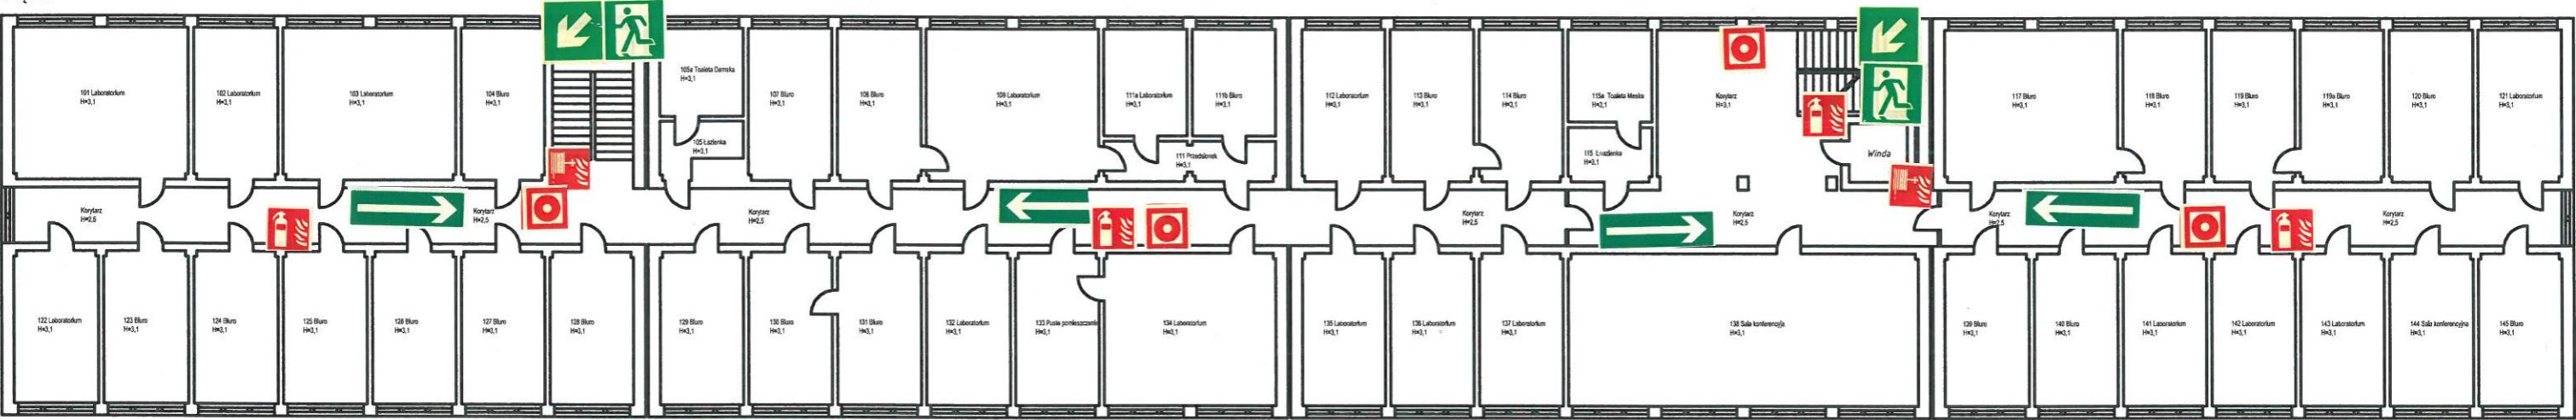 101 Laboratorium
H=3,1
102 Laboratorium
H=3,1
103 Laboratorium
H=3,1
104 Biuro
H=3,1
105a Toaleta Damska
H=3,1
105 Łazienka
H=3,1
107 Biuro
H=3,1
108 Biuro
H=3,1
109 Laboratorium
H=3,1
111a Laboratorium
H=3,1
111b Biuro
H=3,1
111 Przedsionek
H=3,1
112 Laboratorium
H=3,1
113 Biuro
H=3,1
114 Biuro
H=3,1
115a Toaleta Męska
H=3,1
115
H=3,1
Korytarz
H=3,1
Winda
117 Biuro
H=3,1
118 Biuro
H=3,1
119 Biuro
H=3,1
119a Biuro
H=3,1
120 Biuro
H=3,1
121 Laboratorium
H=3,1
Korytarz
H=2,5
Korytarz
H=2,5
Korytarz
H=2,5
Korytarz
H=2,5
Korytarz
H=2,5
Korytarz
H=2,5
Korytarz
H=2,5
122 Laboratorium
H=3,1
123 Biuro
H=3,1
124 Biuro
H=3,1
125 Biuro
H=3,1
126 Biuro
H=3,1
127 Biuro
H=3,1
128 Biuro
H=3,1
129 Biuro
H=3,1
130 Biuro
H=3,1
131 Biuro
H=3,1
132 Laboratorium
H=3,1
133 Puste pomieszczenie
H=3,1
134 Laboratorium
H=3,1
135 Laboratorium
H=3,1
136 Laboratorium
H=3,1
137 Laboratorium
H=3,1
138 Sala konferencyjna
H=3,1
139 Biuro
H=3,1
140 Biuro
H=3,1
141 Laboratorium
H=3,1
142 Laboratorium
H=3,1
143 Laboratorium
H=3,1
144 Sala konferencyjna
H=3,1
145 Biuro
H=3,1